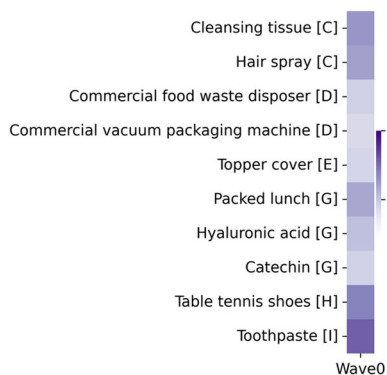 Cleansing tissue [C]
Hair spray [C]
Commercial food waste disposer [D]
Commercial vacuum packaging machine [D]
Topper cover [E]
Packed lunch [G]
Hyaluronic acid [G]
Catechin [G]
Table tennis shoes [H]
Toothpaste [I]
Wave0